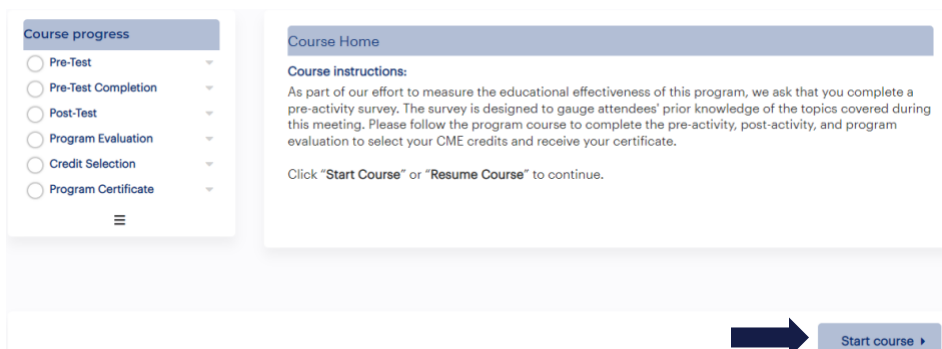 Course progress
Pre-Test
Pre-Test Completion
Post-Test
Program Evaluation
Credit Selection
Program Certificate
Course Home
Course instructions:
As part of our effort to measure the educational effectiveness of this program, we ask that you complete a
pre-activity survey. The survey is designed to gauge attendees' prior knowledge of the topics covered during
this meeting. Please follow the program course to complete the pre-activity, post-activity, and program
evaluation to select your CME credits and receive your certificate.
Click "Start Course" or "Resume Course" to continue.
Start course